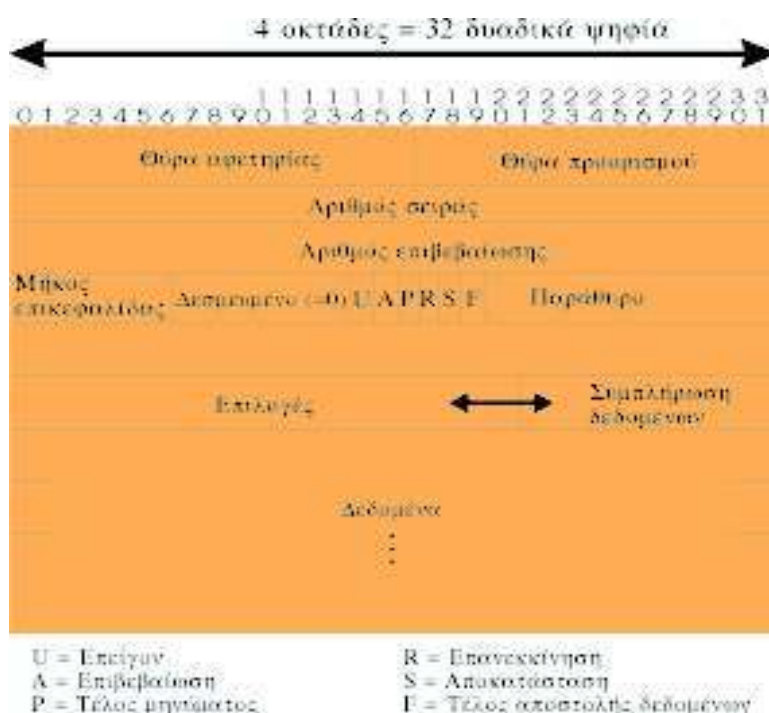 4 οκτάδες = 32 δυαδικά ψηφία
1 1 1 1 1 1 1 1 1 1 2 2 2 2 2 2 2 2 2 2 3 3
0 1 2 3 4 5 6 7 8 9 0 1 2 3 4 5 6 7 8 9 0 1 2 3 4 5 6 7 8 9 0 1
Θύρα αφετηρίας Θύρα προορισμού
Αριθμός σειράς
Αριθμός επιβεβαίωσης
Μήκος
επικεφαλίδας Δεσμευμένο (=0) U A P R S F Παράθυρο
Επιλογές Συμπλήρωση
δεδομένων
Δεδομένα
U = Επείγον R = Επανεκκίνηση
A = Επιβεβαίωση S = Αποκατάσταση
P = Τέλος μηνύματος F = Τέλος αποστολής δεδομένων